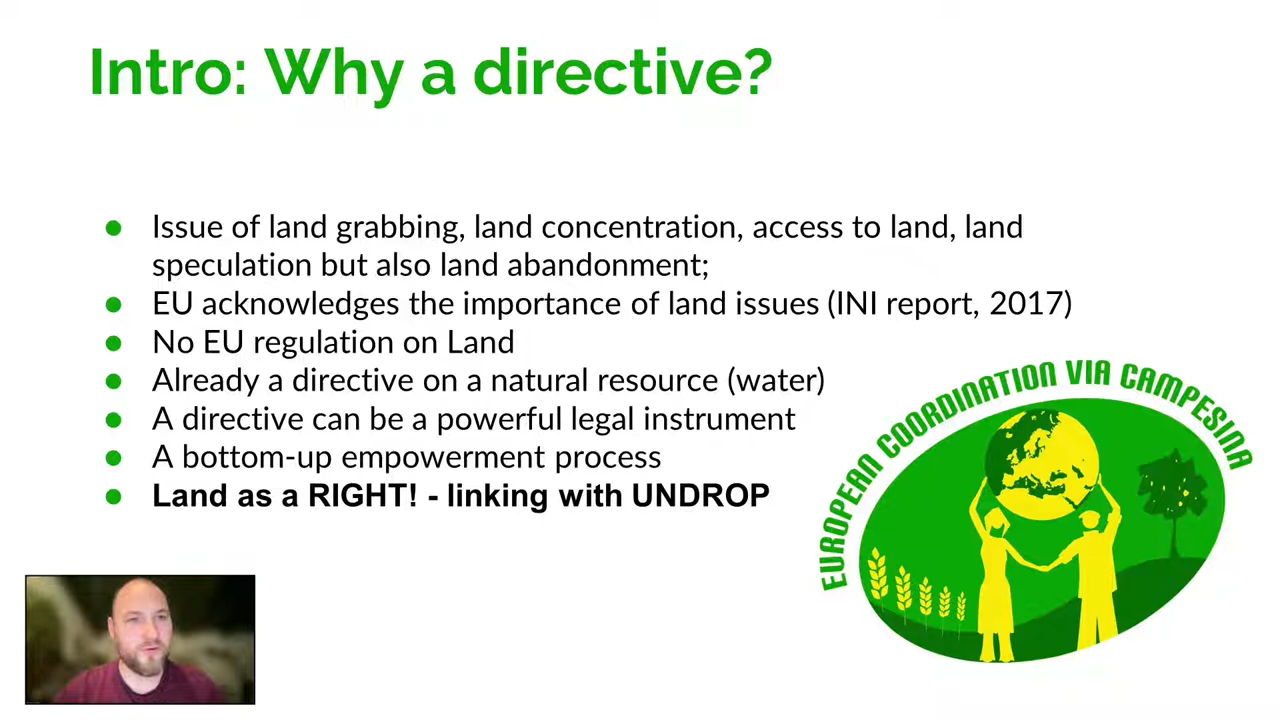 Intro: Why a directive?
● Issue of land grabbing, land concentration, access to land, land
speculation but also land abandonment;
● EU acknowledges the importance of land issues (INI report, 2017)
● No EU regulation on Land
● Already a directive on a natural resource (water)
● A directive can be a powerful legal instrument
● A bottom-up empowerment process
● Land as a RIGHT! - linking with UNDROP
EUROPEAN COORDINATION VIA CAMPESINA